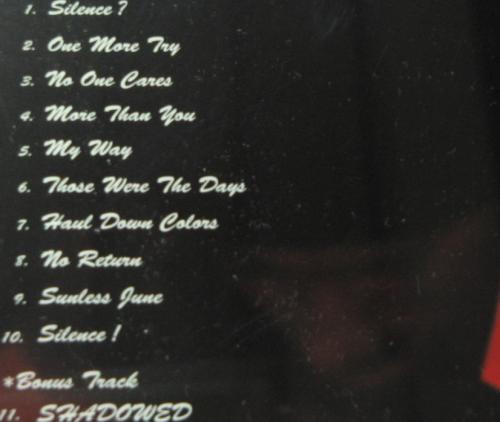 1. Silence?
2. One More Try
3. No One Cares
4. More Than You
5. My Way
6. Those Were The Days
7. Haul Down Colors
8. No Return
9. Sunless June
10. Silence!
*Bonus Track
11. SHADOWED